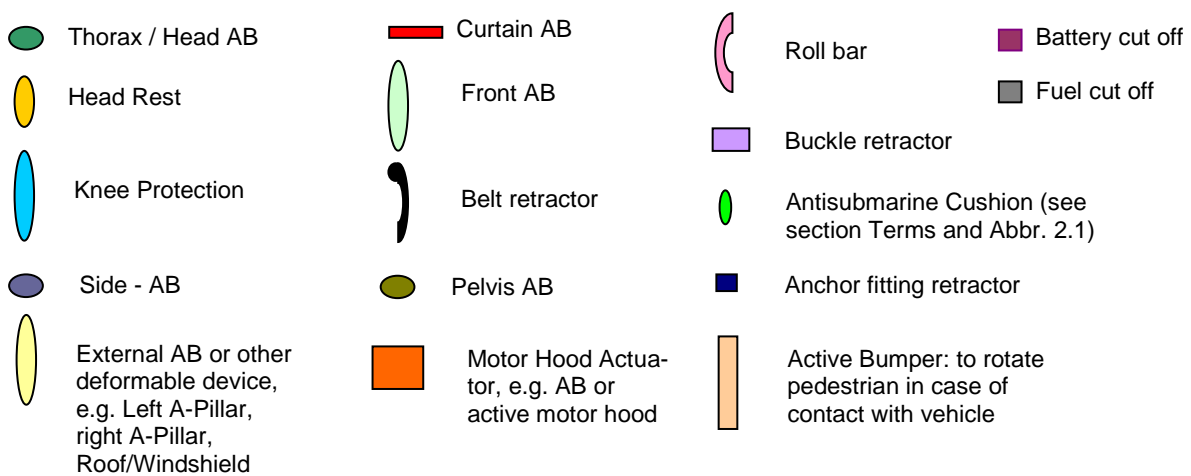 Thorax / Head AB
Head Rest
Knee Protection
Side - AB
External AB or other
deformable device,
e.g. Left A-Pillar,
right A-Pillar,
Roof/Windshield
Curtain AB
Front AB
Belt retractor
Pelvis AB
Motor Hood Actua-
tor, e.g. AB or
active motor hood
Roll bar
Buckle retractor
Antisubmarine Cushion (see
section Terms and Abbr. 2.1)
Anchor fitting retractor
Active Bumper: to rotate
pedestrian in case of
contact with vehicle
Battery cut off
Fuel cut off